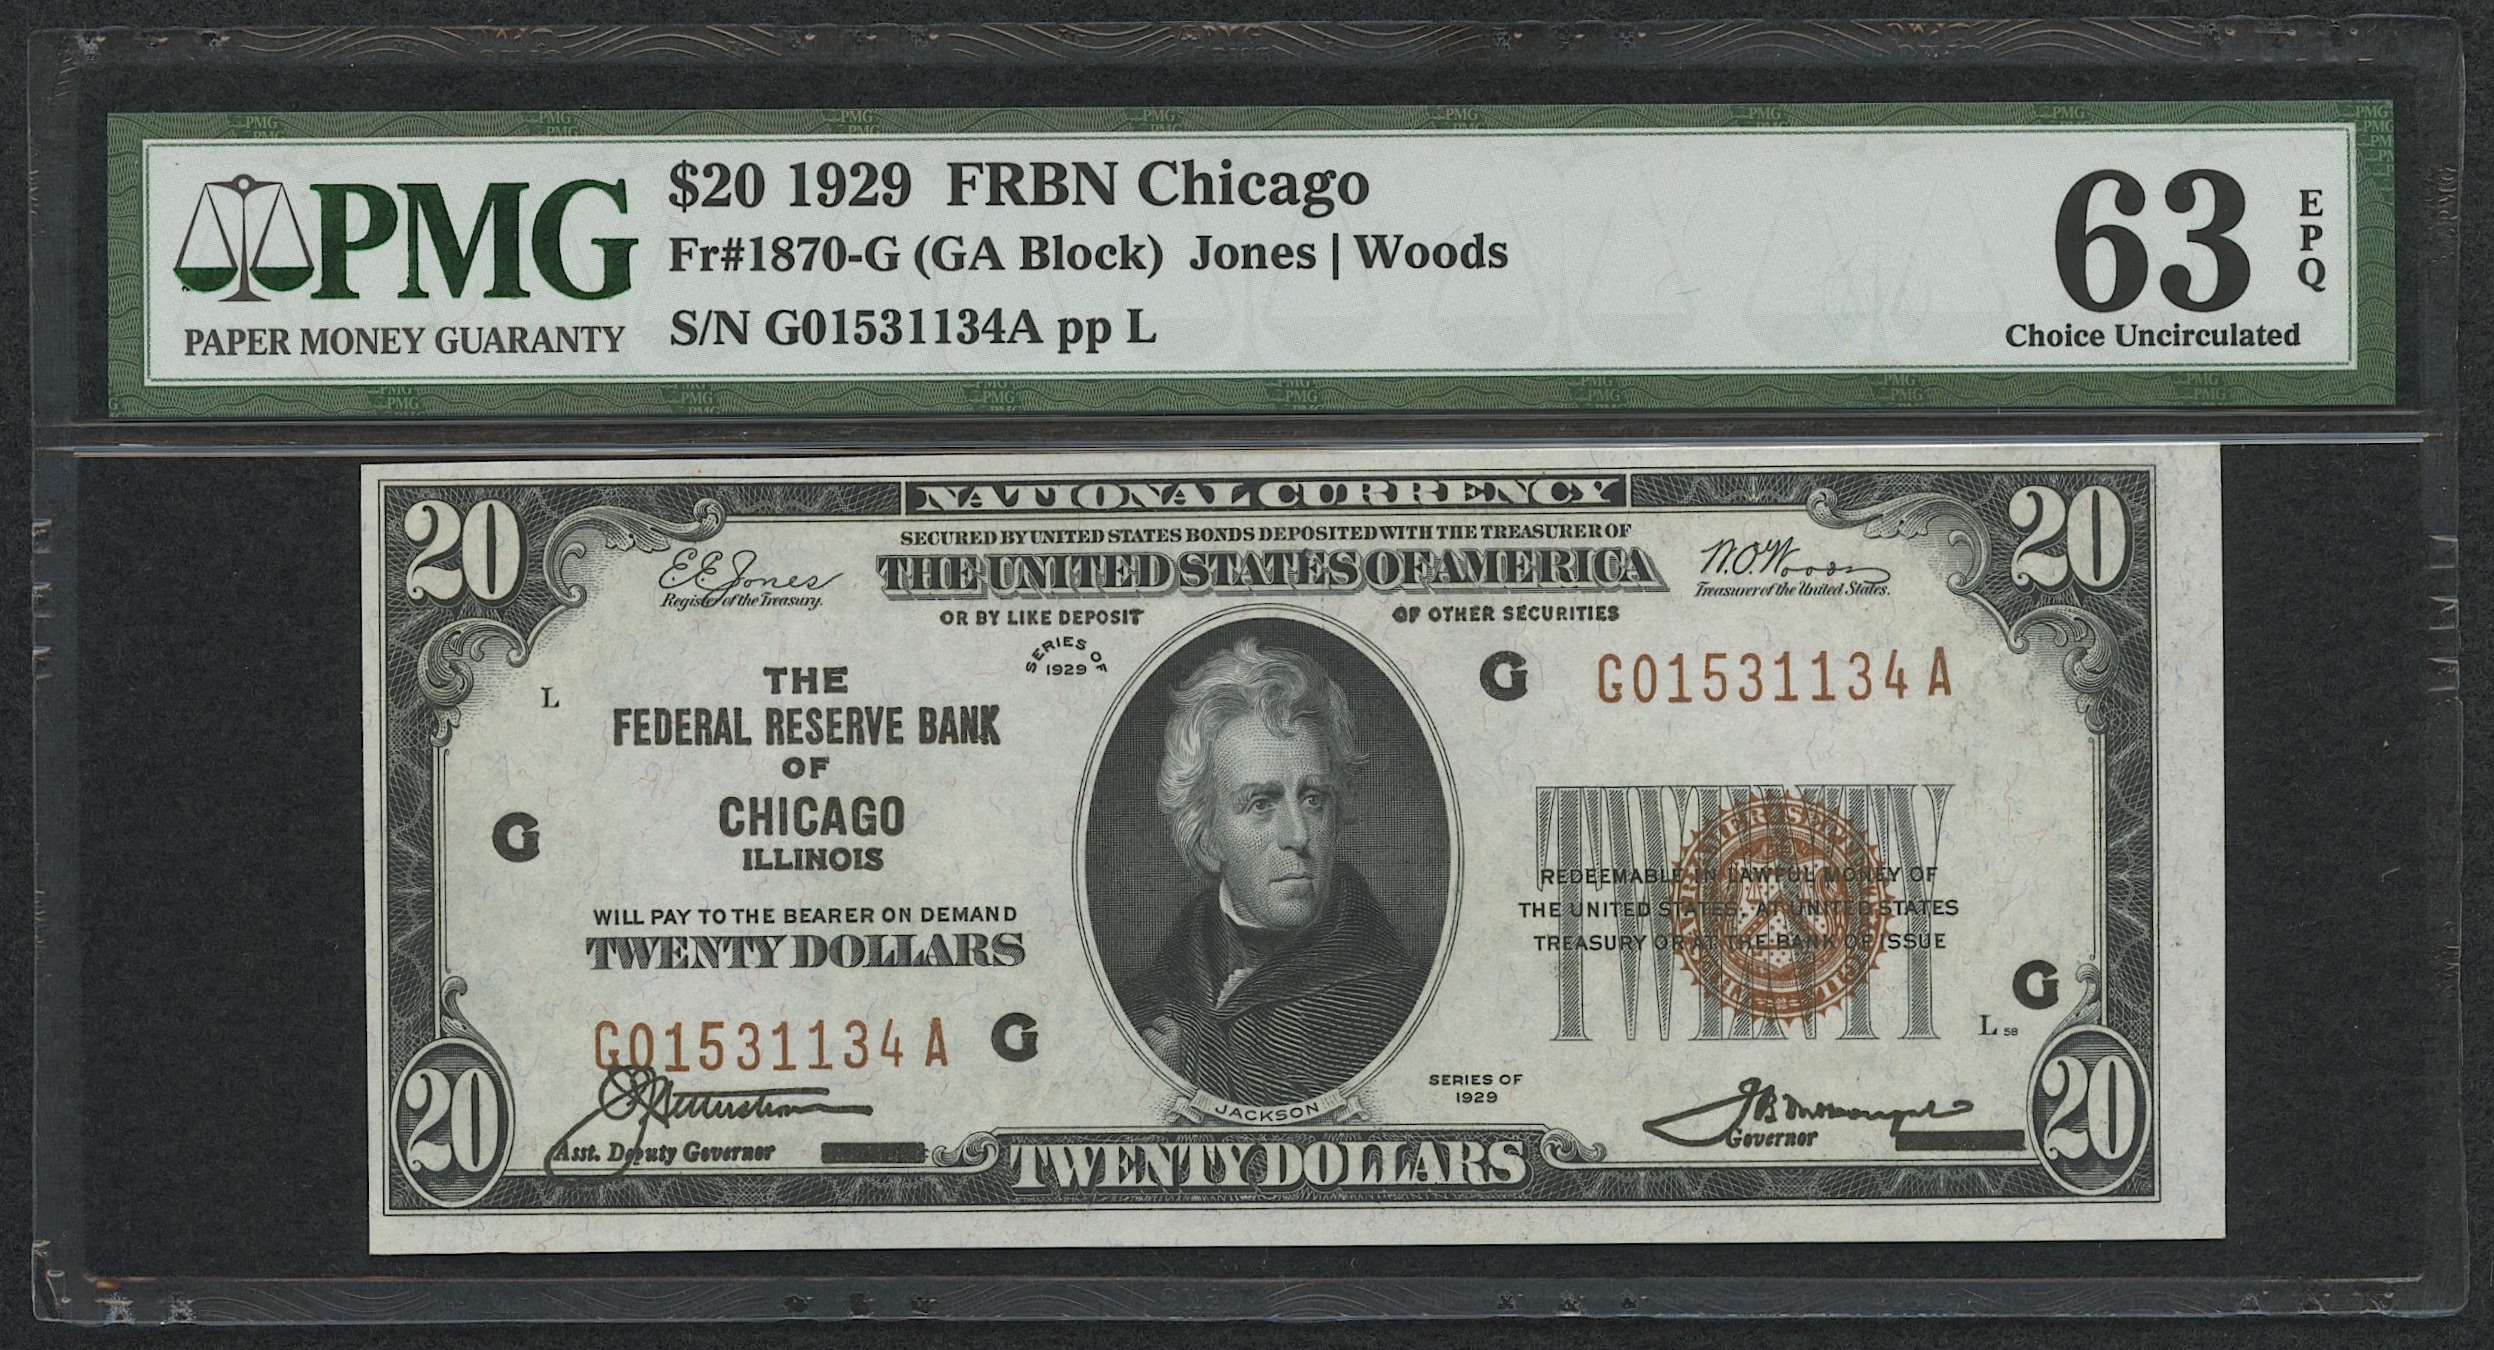 PMG
PAPER MONEY GUARANTY
$20 1929 FRBN Chicago
Fr#1870-G (GA Block) Jones | Woods
S/N G01531134A pp L
63
EPQ
Choice Uncirculated
NATIONAL CURRENCY
20
20
SECURED BY UNITED STATES BONDS DEPOSITED WITH THE TREASURER OF
THE UNITED STATES OF AMERICA
OR BY LIKE DEPOSIT OF OTHER SECURITIES
E.E. Jones
Register of the Treasury.
W.O. Woods
Treasurer of the United States.
SERIES OF
1929
L
THE
FEDERAL RESERVE BANK
OF
CHICAGO
ILLINOIS
G
WILL PAY TO THE BEARER ON DEMAND
TWENTY DOLLARS
G01531134A
G
G
G01531134A
TWENTY
REDEEMABLE IN LAWFUL MONEY OF
THE UNITED STATES, AT UNITED STATES
TREASURY OR AT THE BANK OF ISSUE
G
L 58
Asst. Deputy Governor
JACKSON
SERIES OF
1929
Governor
20
TWENTY DOLLARS
20